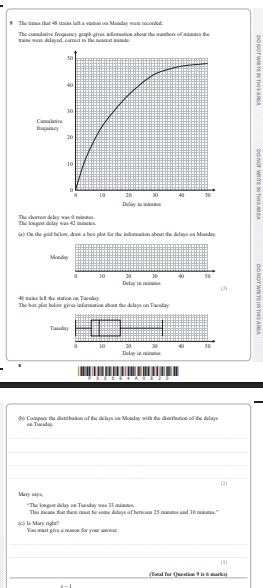 9 The times that 48 trains left a station on Monday were recorded.
The cumulative frequency graph gives information about the numbers of minutes the
trains were delayed, correct to the nearest minute.
50
40
30
20
10
0
Cumulative
frequency
0 10 20 30 40 50
Delay in minutes
The shortest delay was 0 minutes.
The longest delay was 42 minutes.
(a) On the grid below, draw a box plot for the information about the delays on Monday.
Monday
0 10 20 30 40 50
Delay in minutes
(3)
48 trains left the station on Tuesday.
The box plot below gives information about the delays on Tuesday.
Tuesday
0 10 20 30 40 50
Delay in minutes
DO NOT WRITE IN THIS AREA
DO NOT WRITE IN THIS AREA
DO NOT WRITE IN THIS AREA
8
(b) Compare the distribution of the delays on Monday with the distribution of the delays
on Tuesday.
(2)
Mary says,
“The longest delay on Tuesday was 33 minutes.
This means that there must be some delays of between 25 minutes and 30 minutes.”
(c) Is Mary right?
You must give a reason for your answer.
(1)
(Total for Question 9 is 6 marks)